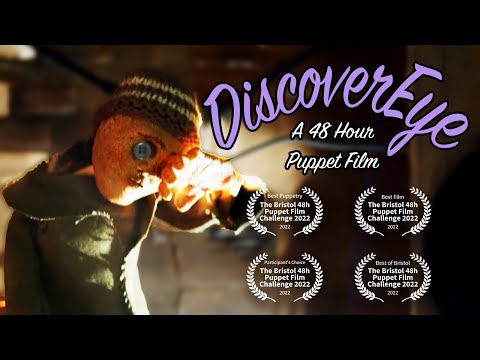 DiscoverEye
A 48 Hour
Puppet Film
Best Puppetry
The Bristol 48h
Puppet Film
Challenge 2022
2022
Best Film
The Bristol 48h
Puppet Film
Challenge 2022
2022
Participant's Choice
The Bristol 48h
Puppet Film
Challenge 2022
2022
Best of Bristol
The Bristol 48h
Puppet Film
Challenge 2022
2022